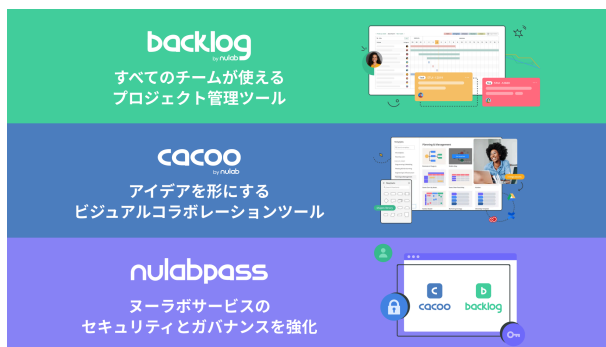 backlog
by nulab
すべてのチームが使える
プロジェクト管理ツール
cacoo
by nulab
アイデアを形にする
ビジュアルコラボレーションツール
Planning & Management
nulabpass
ヌーラボサービスの
セキュリティとガバナンスを強化
cacoo
backlog